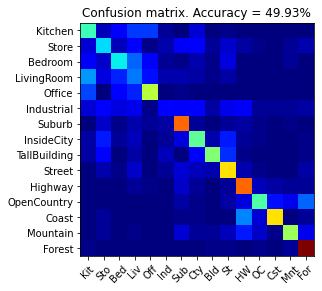 Confusion matrix. Accuracy = 49.93%
Kitchen
Store
Bedroom
LivingRoom
Office
Industrial
Suburb
InsideCity
TallBuilding
Street
Highway
OpenCountry
Coast
Mountain
Forest
Kit Sto Bed Liv Off Ind Sub Cty Bld St HW OC Cst Mnt For